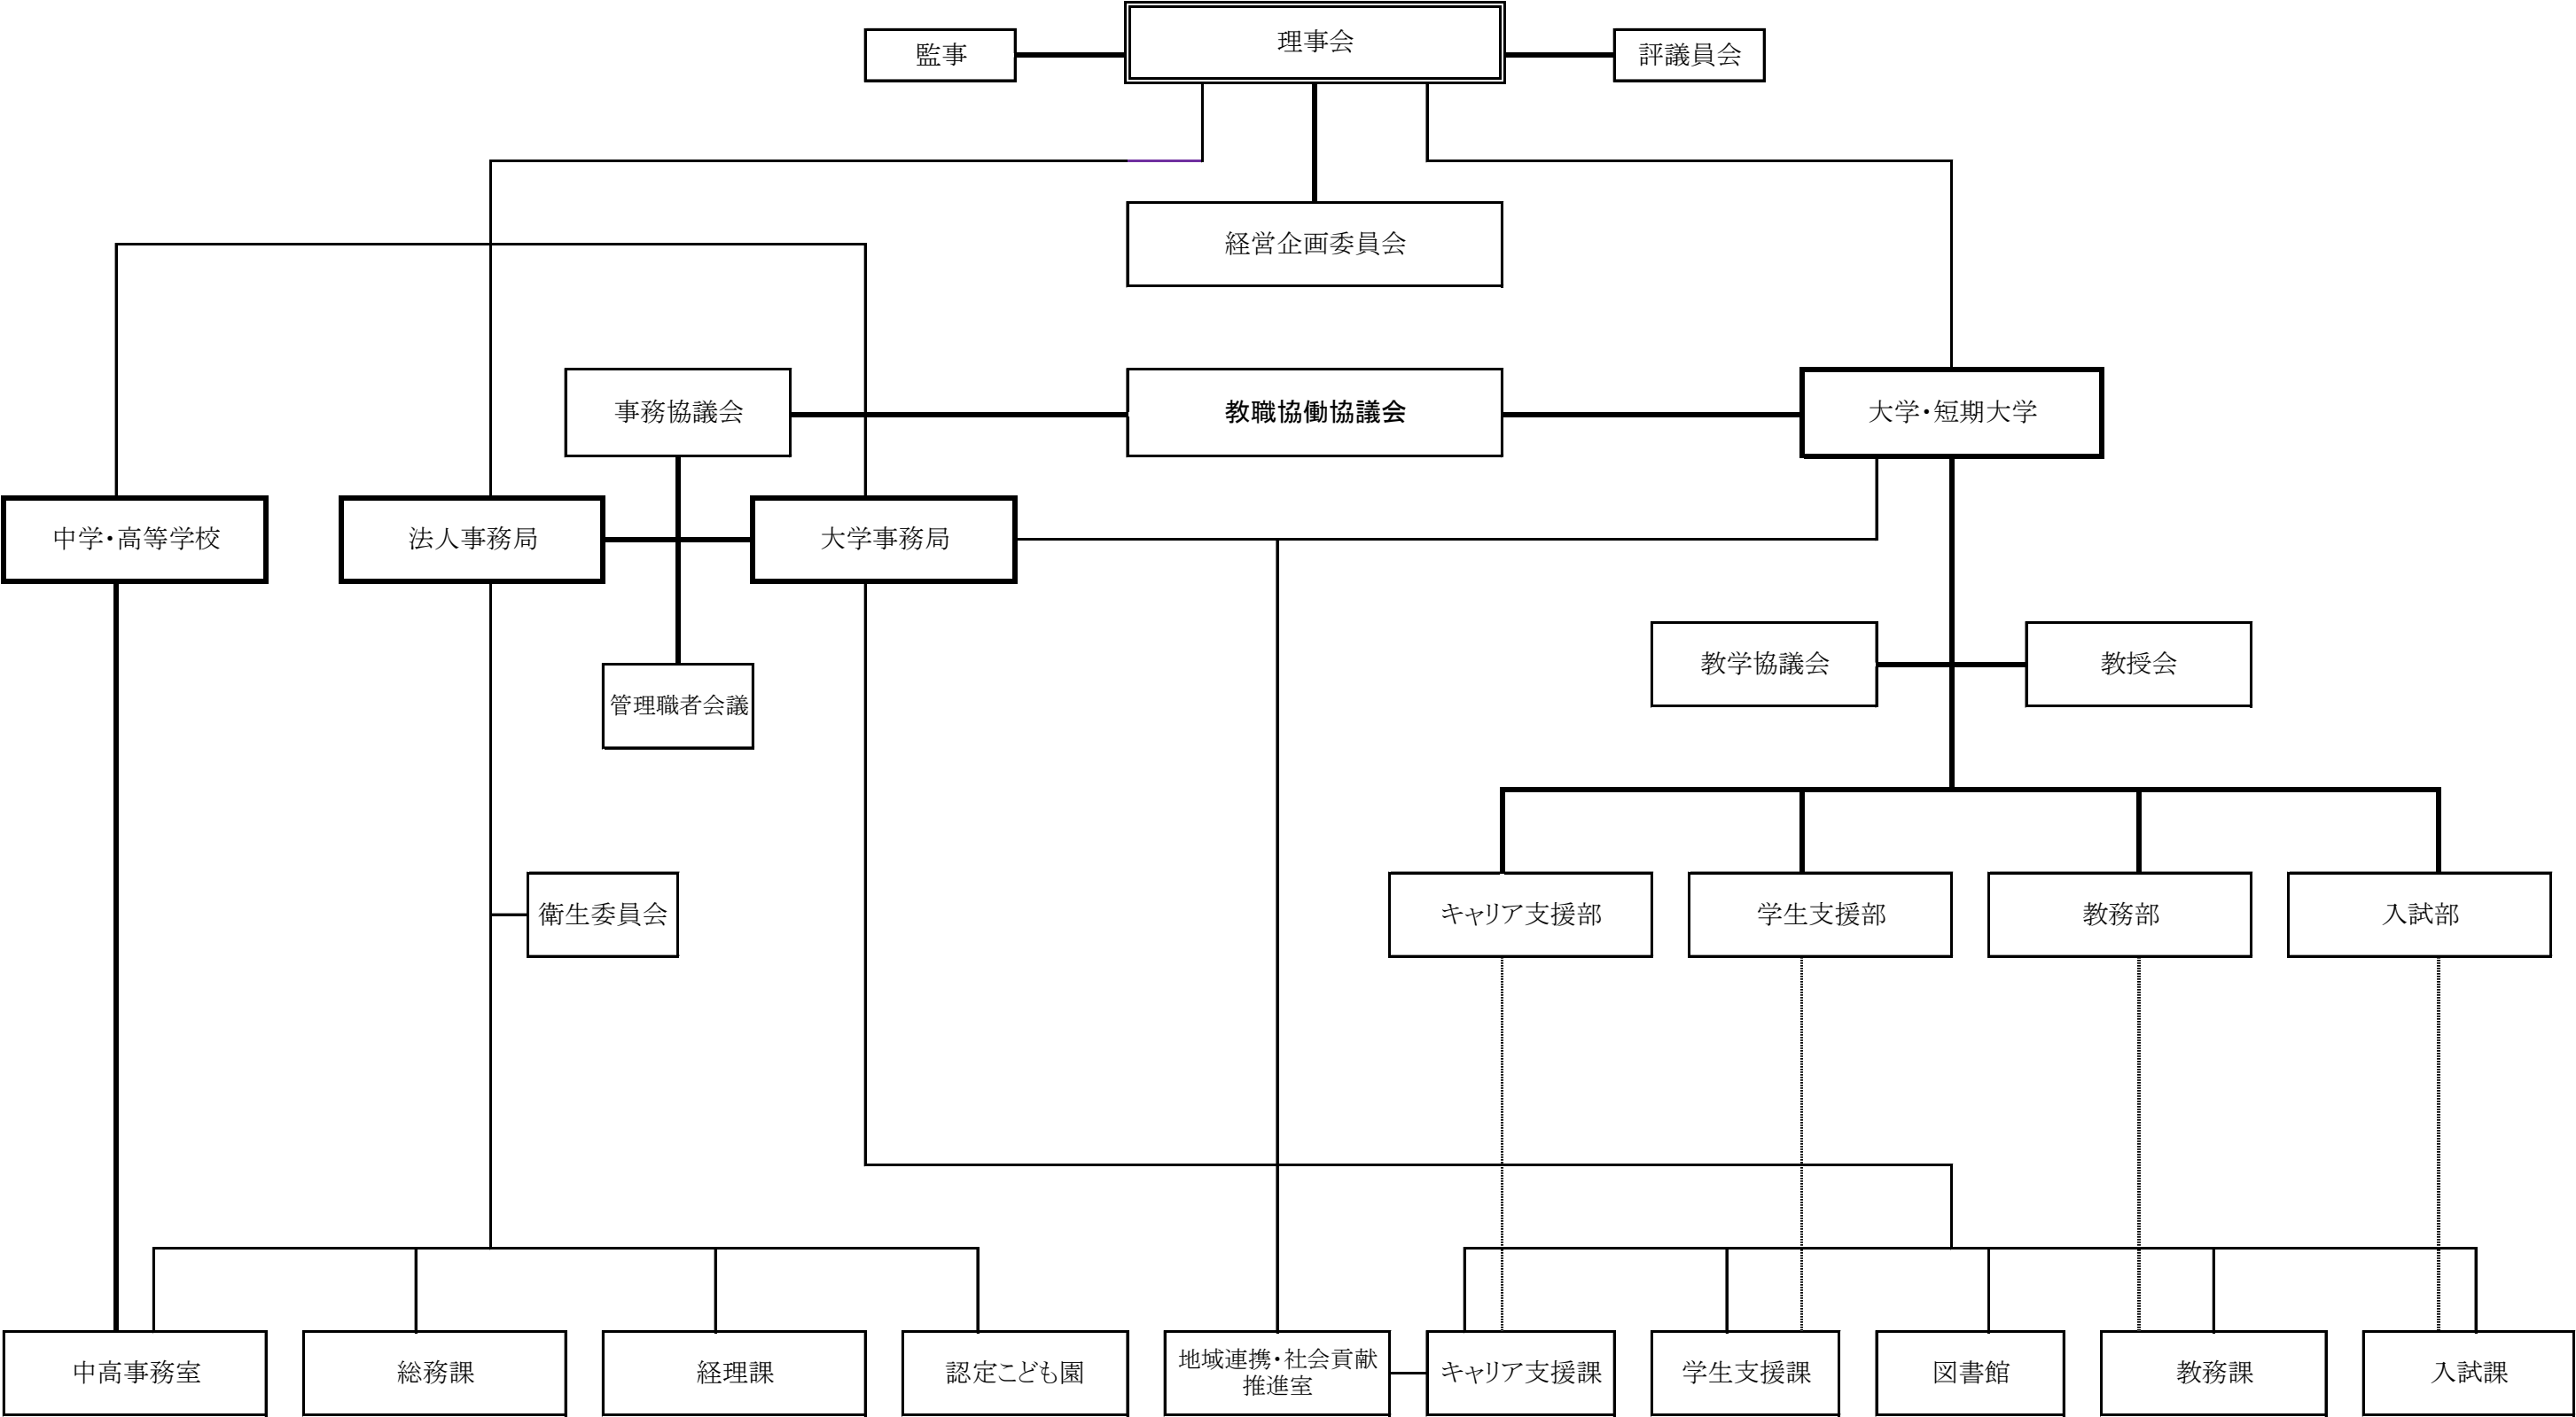 監事
理事会
評議員会
経営企画委員会
事務協議会
教職協働協議会
大学・短期大学
中学・高等学校
法人事務局
大学事務局
教学協議会
教授会
管理職者会議
衛生委員会
キャリア支援部
学生支援部
教務部
入試部
中高事務室
総務課
経理課
認定こども園
地域連携・社会貢献
推進室
キャリア支援課
学生支援課
図書館
教務課
入試課